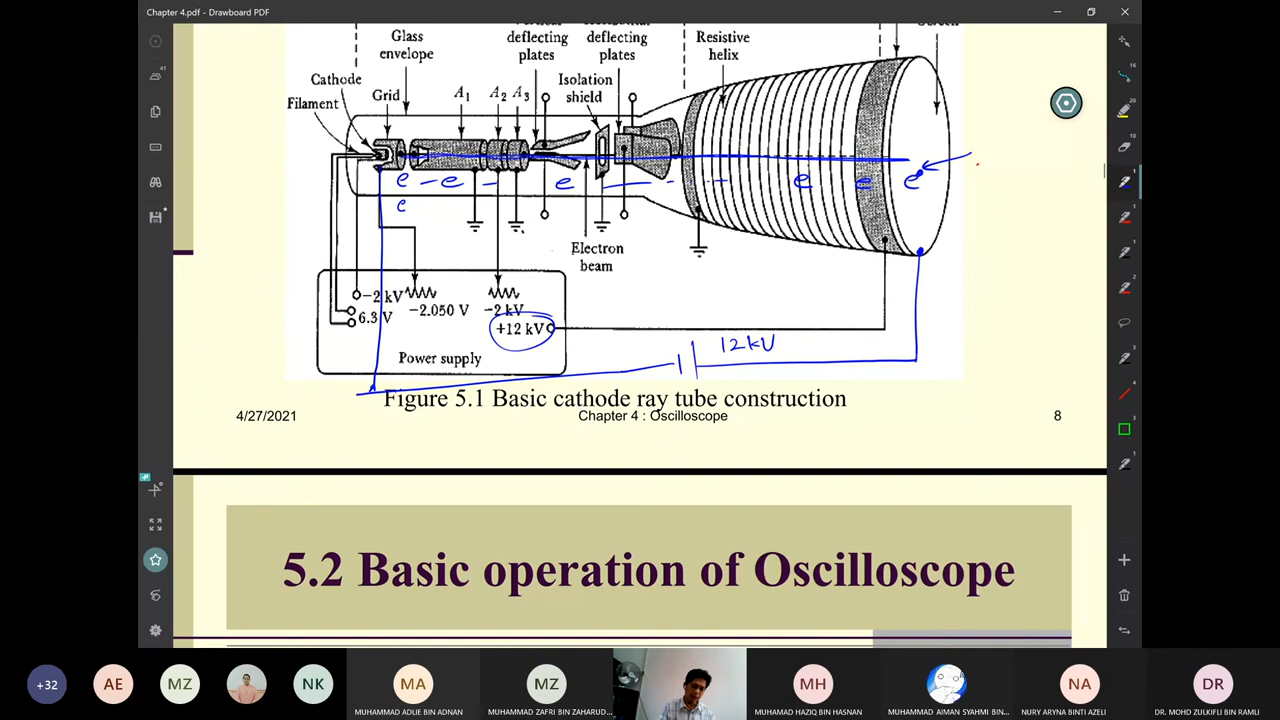 Chapter 4.pdf - Drawboard PDF
Glass
envelope
deflecting
plates
deflecting
plates
Resistive
helix
Cathode
Filament
Grid
A1
A2
A3
Isolation
shield
e
e
e
e
e
e
e
Electron
beam
-2 kV
6.3 V
-2.050 V
-2 kV
+12 kV
Power supply
12kV
Figure 5.1 Basic cathode ray tube construction
4/27/2021
Chapter 4 : Oscilloscope
8
5.2 Basic operation of Oscilloscope
+32
AE
MZ
NK
MA
MZ
MH
NA
DR
MUHAMMAD ADLIE BIN ADNAN
MUHAMMAD ZAFRI BIN ZAHARUD...
MUHAMAD HAZIQ BIN HASNAN
MUHAMMAD AIMAN SYAHMI BIN...
NURY ARYNA BINTI AZELI
DR. MOHD ZULKIFLI BIN RAMLI